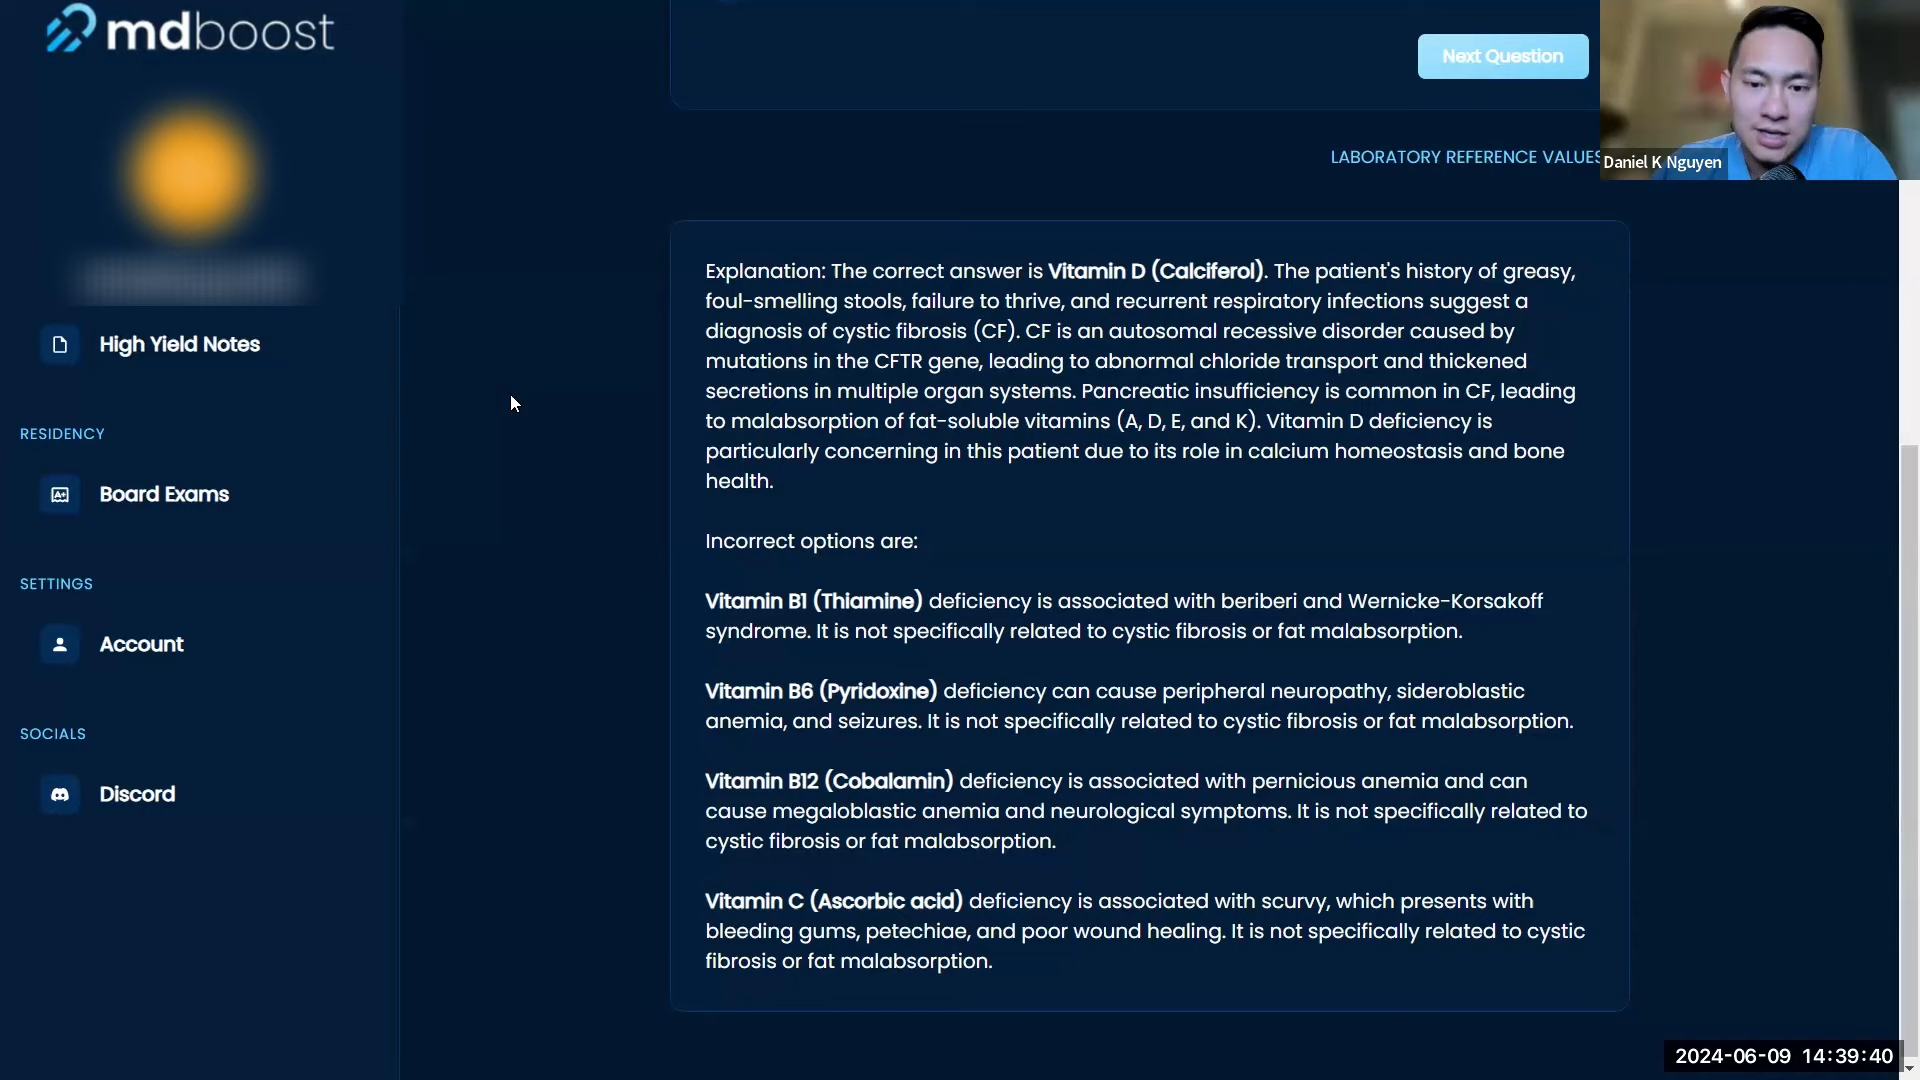 mdboost
Next Question
Daniel K Nguyen
LABORATORY REFERENCE VALUES
High Yield Notes
RESIDENCY
Board Exams
SETTINGS
Account
SOCIALS
Discord
Explanation: The correct answer is Vitamin D (Calciferol). The patient's history of greasy,
foul-smelling stools, failure to thrive, and recurrent respiratory infections suggest a
diagnosis of cystic fibrosis (CF). CF is an autosomal recessive disorder caused by
mutations in the CFTR gene, leading to abnormal chloride transport and thickened
secretions in multiple organ systems. Pancreatic insufficiency is common in CF, leading
to malabsorption of fat-soluble vitamins (A, D, E, and K). Vitamin D deficiency is
particularly concerning in this patient due to its role in calcium homeostasis and bone
health.
Incorrect options are:
Vitamin B1 (Thiamine) deficiency is associated with beriberi and Wernicke-Korsakoff
syndrome. It is not specifically related to cystic fibrosis or fat malabsorption.
Vitamin B6 (Pyridoxine) deficiency can cause peripheral neuropathy, sideroblastic
anemia, and seizures. It is not specifically related to cystic fibrosis or fat malabsorption.
Vitamin B12 (Cobalamin) deficiency is associated with pernicious anemia and can
cause megaloblastic anemia and neurological symptoms. It is not specifically related to
cystic fibrosis or fat malabsorption.
Vitamin C (Ascorbic acid) deficiency is associated with scurvy, which presents with
bleeding gums, petechiae, and poor wound healing. It is not specifically related to cystic
fibrosis or fat malabsorption.
2024-06-09 14:39:40